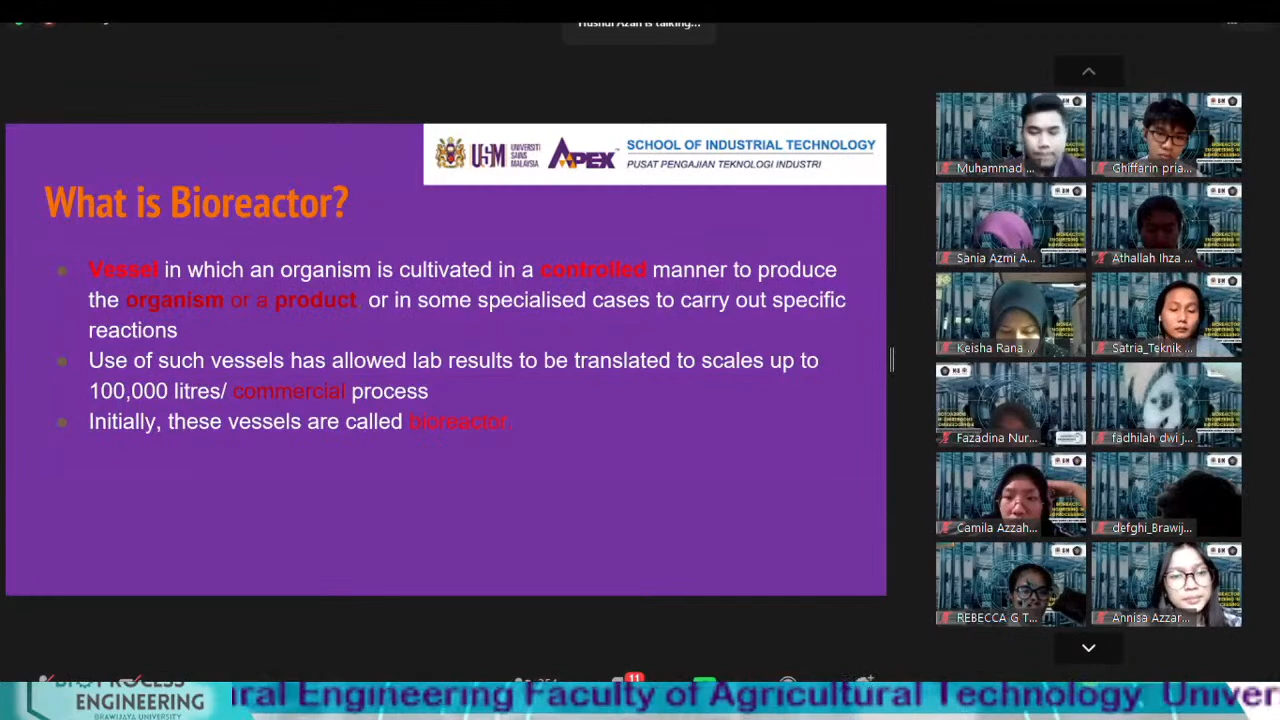 is talking...
UNIVERSITI
SAINS
MALAYSIA
USM
APEX™
SCHOOL OF INDUSTRIAL TECHNOLOGY
PUSAT PENGAJIAN TEKNOLOGI INDUSTRI
What is Bioreactor?
Vessel in which an organism is cultivated in a controlled manner to produce
the organism or a product or in some specialised cases to carry out specific
reactions
Use of such vessels has allowed lab results to be translated to scales up to
100,000 litres/ commercial process
Initially, these vessels are called bioreactor
Muhammad ...
Ghiffarin pria...
Sania Azmi A...
Athallah Ihza ...
Keisha Rana ...
Satria_Teknik ...
Fazadina Nur...
fadhilah dwi j...
Camila Azzah...
defghi_Brawij...
REBECCA G T...
Annisa Azzar...
11
BIOPROCESS
ENGINEERING
BRAWIJAYA UNIVERSITY
ral Engineering Faculty of Agricultural Technology Univer